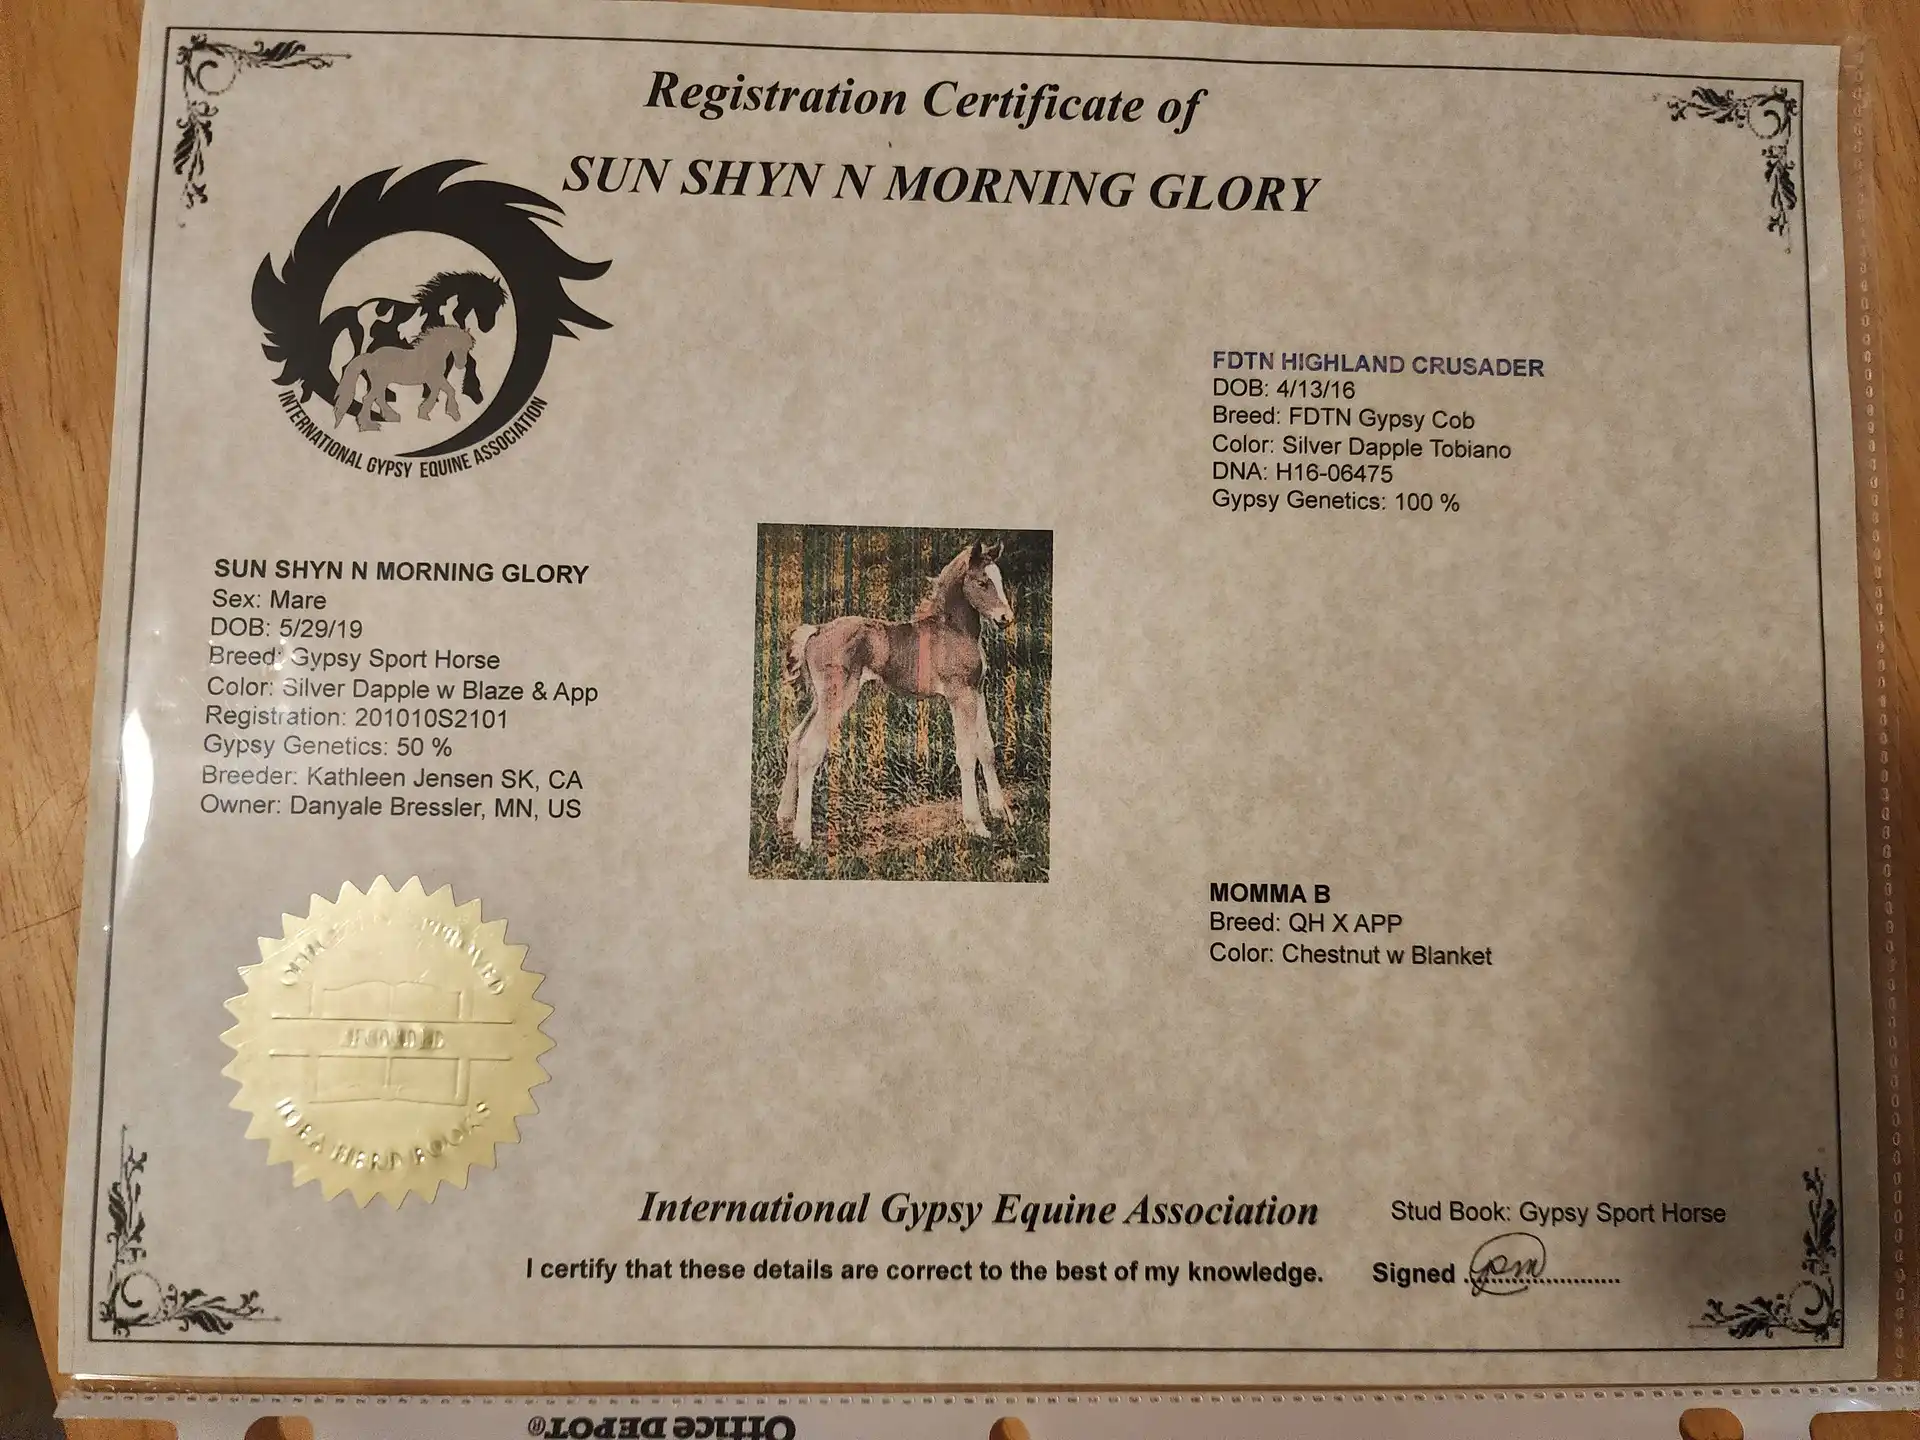 Registration Certificate of
SUN SHYN N MORNING GLORY
INTERNATIONAL GYPSY EQUINE ASSOCIATION
FDTN HIGHLAND CRUSADER
DOB: 4/13/16
Breed: FDTN Gypsy Cob
Color: Silver Dapple Tobiano
DNA: H16-06475
Gypsy Genetics: 100 %
SUN SHYN N MORNING GLORY
Sex: Mare
DOB: 5/29/19
Breed: Gypsy Sport Horse
Color: Silver Dapple w Blaze & App
Registration: 201010S2101
Gypsy Genetics: 50 %
Breeder: Kathleen Jensen SK, CA
Owner: Danyale Bressler, MN, US
MOMMA B
Breed: QH X APP
Color: Chestnut w Blanket
HERD BOOKS
International Gypsy Equine Association
Stud Book: Gypsy Sport Horse
I certify that these details are correct to the best of my knowledge.
Signed
Office DEPOT®